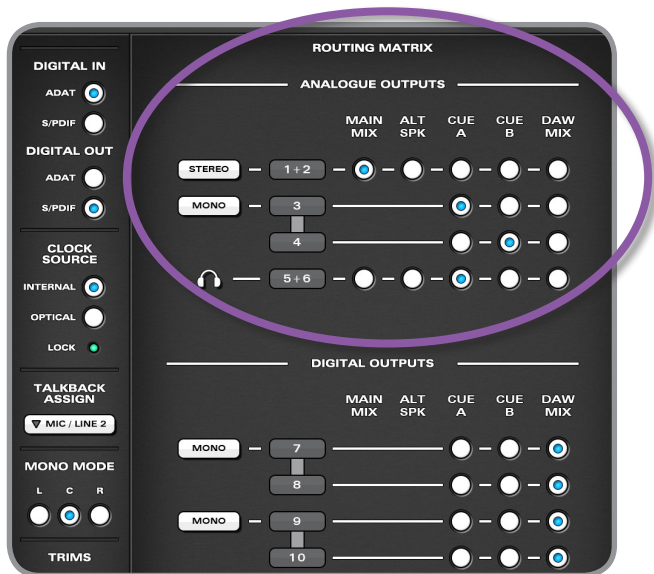 DIGITAL IN
ADAT
S/PDIF
DIGITAL OUT
ADAT
S/PDIF
CLOCK
SOURCE
INTERNAL
OPTICAL
LOCK
TALKBACK
ASSIGN
MIC / LINE 2
MONO MODE
L C R
TRIMS
ROUTING MATRIX
ANALOGUE OUTPUTS
MAIN ALT CUE CUE DAW
MIX SPK A B MIX
STEREO 1+2
MONO 3
4
5+6
DIGITAL OUTPUTS
MAIN ALT CUE CUE DAW
MIX SPK A B MIX
MONO 7
8
MONO 9
10